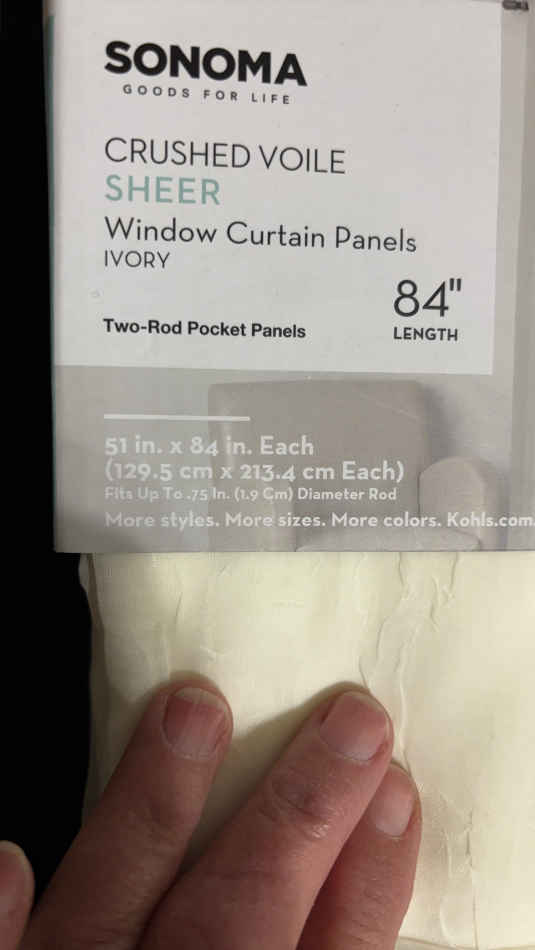 SONOMA
GOODS FOR LIFE
CRUSHED VOILE
SHEER
Window Curtain Panels
IVORY
84"
LENGTH
Two-Rod Pocket Panels
51 in. x 84 in. Each
(129.5 cm x 213.4 cm Each)
Fits Up To .75 In. (1.9 Cm) Diameter Rod
More styles. More sizes. More colors. Kohls.com.